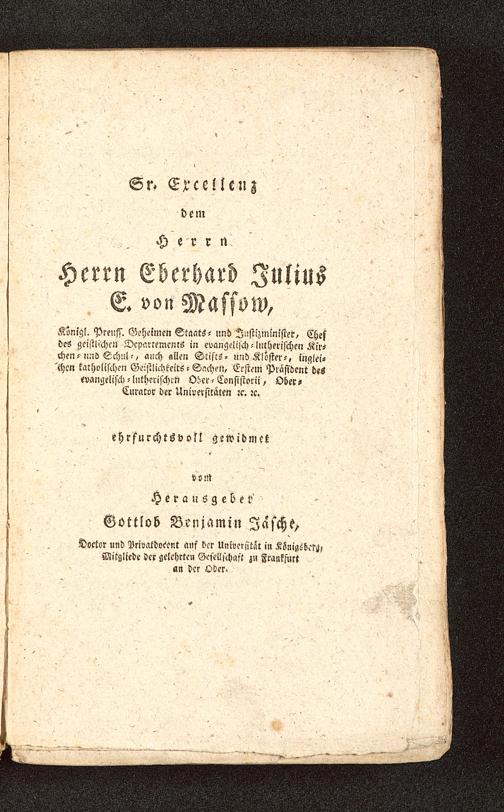 Sr. Excellenz
dem
Herrn
Herrn Eberhard Julius
E. von Massow,
Königl. Preuss. Geheimen Staats- und Justizminister, Chef
des geistlichen Departements in evangelisch-lutherischen Kir-
chen- und Schul-, auch allen Stifts- und Klöster-, inglei-
chen katholischen Geistlichkeits-Sachen, Erstem Präsident des
evangelisch-lutherischen Ober-Consistorii, Ober-
Curator der Universitäten ꝛc. ꝛc.
ehrfurchtsvoll gewidmet
vom
Herausgeber
Gottlob Benjamin Jäsche,
Doctor und Privatdocent auf der Universität in Königsberg,
Mitgliede der gelehrten Gesellschaft zu Frankfurt
an der Oder.